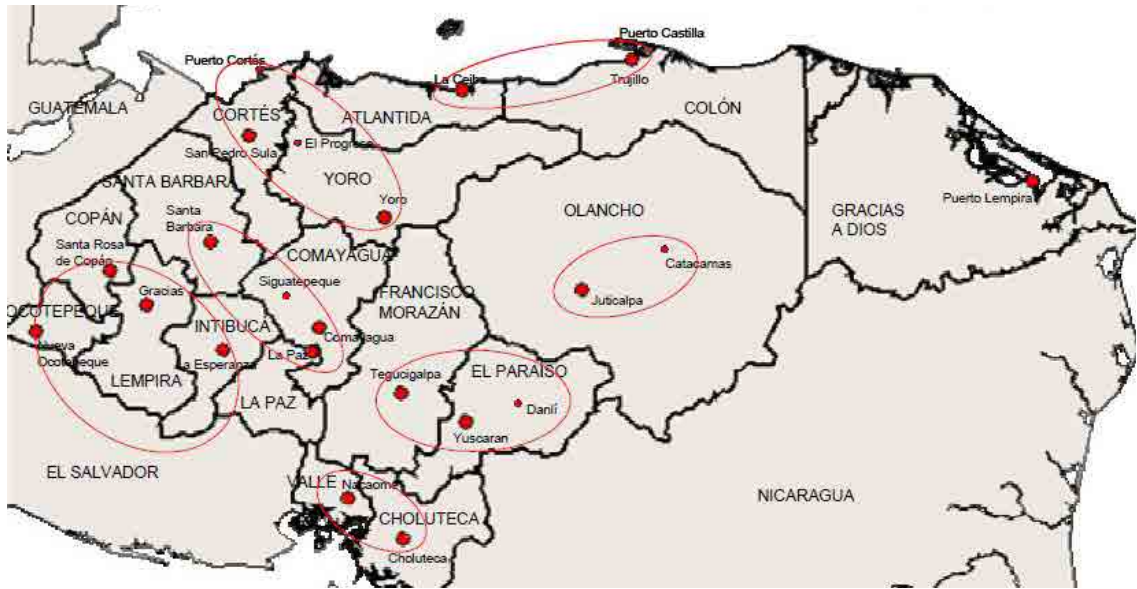 Puerto Castilla
Puerto Cortés
La Ceiba
Trujillo
GUATEMALA
CORTÉS
ATLANTIDA
COLÓN
San Pedro Sula
El Progreso
SANTA BARBARA
YORO
Yoro
Puerto Lempira
COPÁN
Santa
Barbara
OLANCHO
GRACIAS
A DIOS
Santa Rosa
de Copán
COMAYAGUA
Catacamas
Siguatepeque
Gracias
FRANCISCO
MORAZÁN
Juticalpa
OCOTEPEQUE
INTIBUCA
Comayagua
Nueva
Ocotepeque
La Esperanza
La Paz
LEMPIRA
Tegucigalpa
EL PARAISO
LA PAZ
Danlí
Yuscaran
EL SALVADOR
VALLE
Nacaome
NICARAGUA
CHOLUTECA
Choluteca